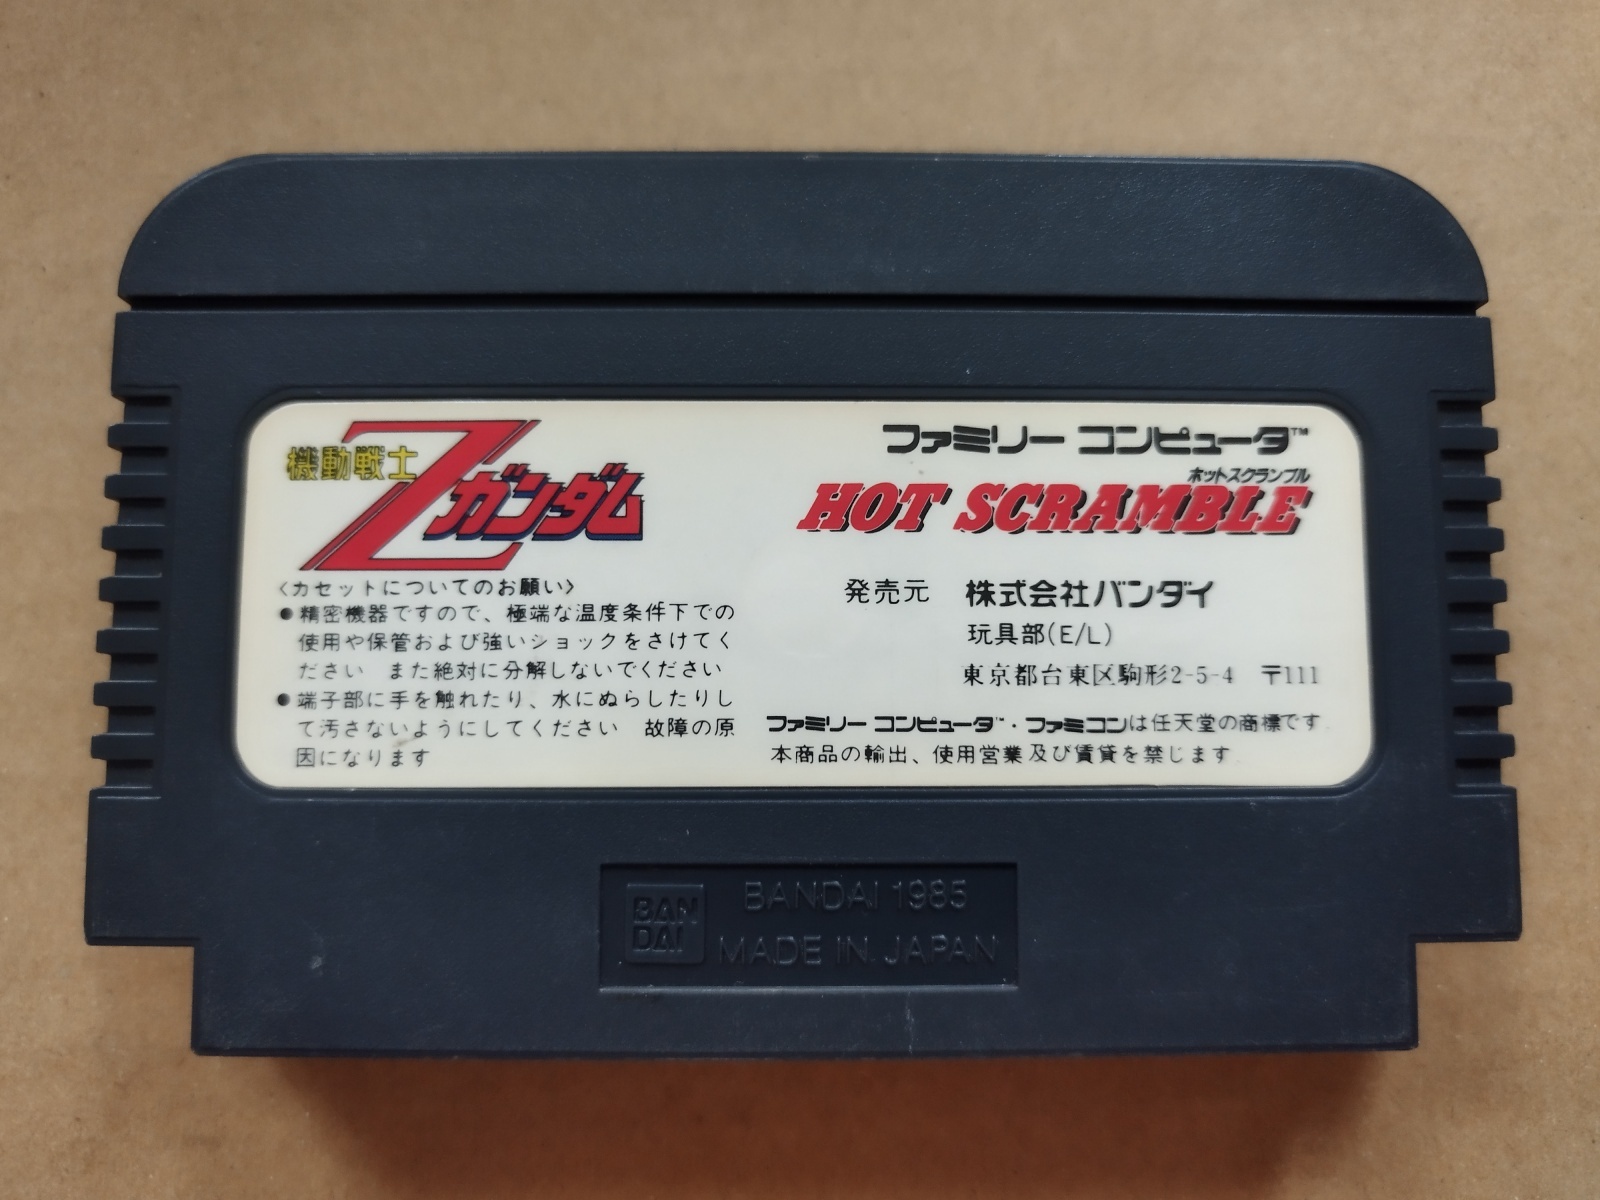 機動戦士Zガンダム
ファミリー コンピュータ™
ホットスクランブル
HOT SCRAMBLE
〈カセットについてのお願い〉
●精密機器ですので、極端な温度条件下での
使用や保管および強いショックをさけてく
ださい また絶対に分解しないでください
●端子部に手を触れたり、水にぬらしたりし
て汚さないようにしてください 故障の原
因になります
発売元 株式会社バンダイ
玩具部(E/L)
東京都台東区駒形2-5-4 〒111
ファミリー コンピュータ™・ファミコンは任天堂の商標です
本商品の輸出、使用営業及び賃貸を禁じます
BAN
DAI
BANDAI 1985
MADE IN JAPAN